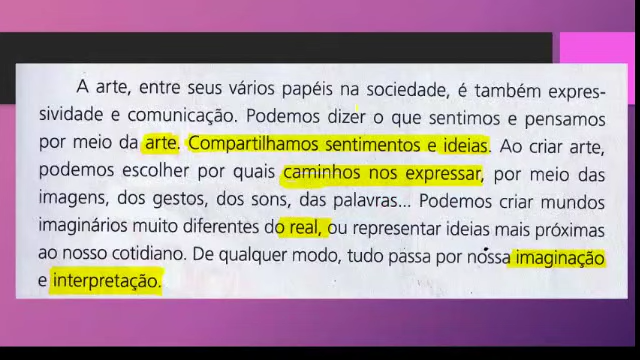 A arte, entre seus vários papéis na sociedade, é também expres-
sividade e comunicação. Podemos dizer o que sentimos e pensamos
por meio da arte. Compartilhamos sentimentos e ideias. Ao criar arte,
podemos escolher por quais caminhos nos expressar, por meio das
imagens, dos gestos, dos sons, das palavras... Podemos criar mundos
imaginários muito diferentes do real, ou representar ideias mais próximas
ao nosso cotidiano. De qualquer modo, tudo passa por nossa imaginação
e interpretação.